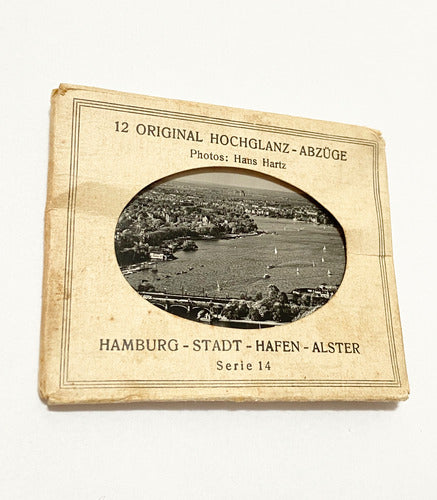 12 ORIGINAL HOCHGLANZ - ABZÜGE
Photos: Hans Hartz
HAMBURG - STADT - HAFEN - ALSTER
Serie 14